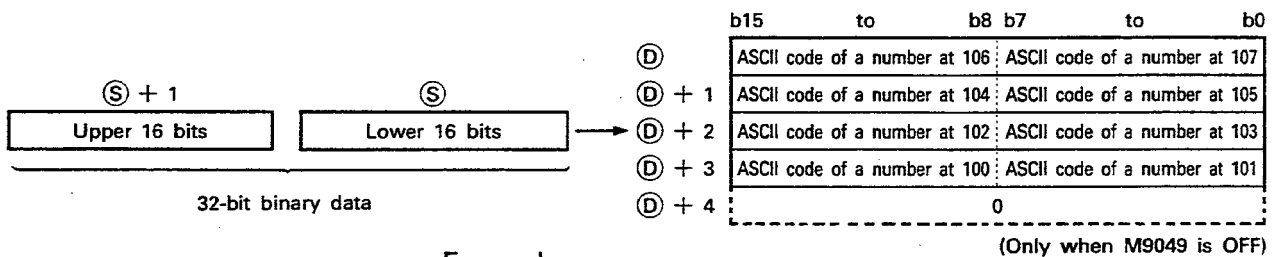 b15 to b8 b7 to b0
Ⓓ ASCII code of a number at 106 ASCII code of a number at 107
Ⓢ + 1 Ⓢ Ⓓ + 1 ASCII code of a number at 104 ASCII code of a number at 105
Upper 16 bits Lower 16 bits Ⓓ + 2 ASCII code of a number at 102 ASCII code of a number at 103
Ⓓ + 3 ASCII code of a number at 100 ASCII code of a number at 101
32-bit binary data Ⓓ + 4 0
(Only when M9049 is OFF)